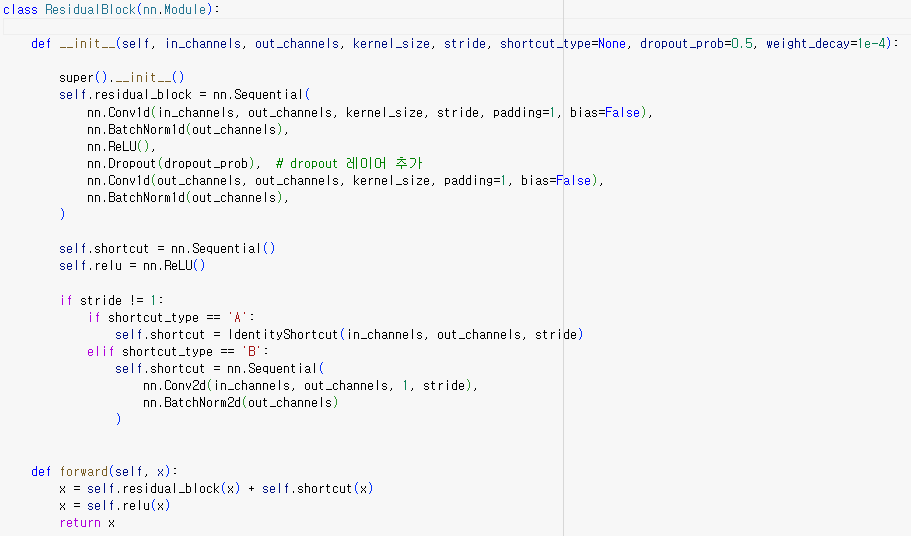 class ResidualBlock(nn.Module):
def __init__(self, in_channels, out_channels, kernel_size, stride, shortcut_type=None, dropout_prob=0.5, weight_decay=1e-4):
super().__init__()
self.residual_block = nn.Sequential(
nn.Conv1d(in_channels, out_channels, kernel_size, stride, padding=1, bias=False),
nn.BatchNorm1d(out_channels),
nn.ReLU(),
nn.Dropout(dropout_prob),  # dropout 레이어 추가
nn.Conv1d(out_channels, out_channels, kernel_size, padding=1, bias=False),
nn.BatchNorm1d(out_channels),
)
self.shortcut = nn.Sequential()
self.relu = nn.ReLU()
if stride != 1:
if shortcut_type == 'A':
self.shortcut = IdentityShortcut(in_channels, out_channels, stride)
elif shortcut_type == 'B':
self.shortcut = nn.Sequential(
nn.Conv2d(in_channels, out_channels, 1, stride),
nn.BatchNorm2d(out_channels)
)
def forward(self, x):
x = self.residual_block(x) + self.shortcut(x)
x = self.relu(x)
return x